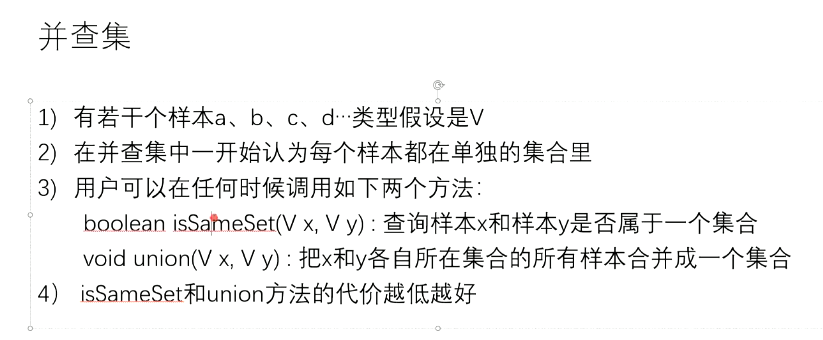 并查集
1) 有若干个样本a、b、c、d…类型假设是V
2) 在并查集中一开始认为每个样本都在单独的集合里
3) 用户可以在任何时候调用如下两个方法：
boolean isSameSet(V x, V y) : 查询样本x和样本y是否属于一个集合
void union(V x, V y) : 把x和y各自所在集合的所有样本合并成一个集合
4） isSameSet和union方法的代价越低越好